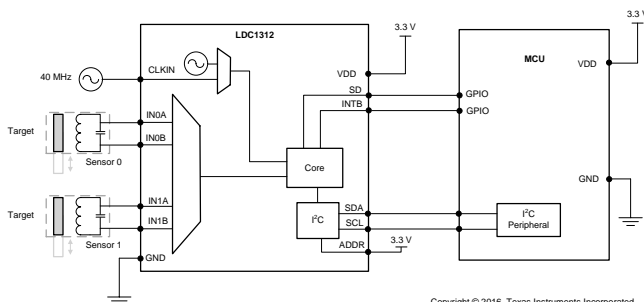 LDC1312
3.3 V
3.3 V
MCU
40 MHz
CLKIN
VDD
VDD
SD
GPIO
INTB
GPIO
Target
IN0A
IN0B
Sensor 0
Core
GND
Target
IN1A
IN1B
Sensor 1
I²C
SDA
SCL
I²C
Peripheral
ADDR
3.3 V
GND
Copyright © 2016, Texas Instruments Incorporated